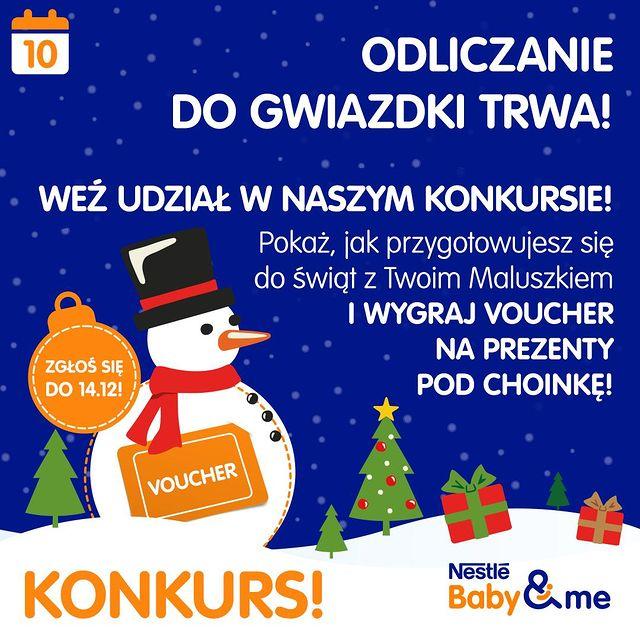 10
ODLICZANIE
DO GWIAZDKI TRWA!
WEŹ UDZIAŁ W NASZYM KONKURSIE!
Pokaż, jak przygotowujesz się
do świąt z Twoim Maluszkiem
I WYGRAJ VOUCHER
NA PREZENTY
POD CHOINKĘ!
ZGŁOŚ SIĘ
DO 14.12!
VOUCHER
KONKURS!
Nestlé
Baby&me